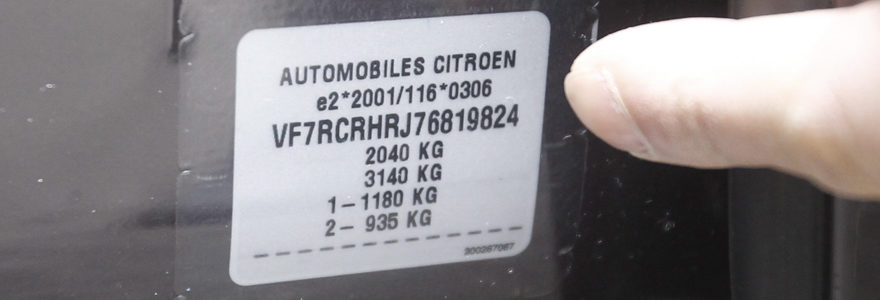 AUTOMOBILES CITROEN
e2*2001/116*0306
VF7RCRHRJ76819824
2040 KG
3140 KG
1– 1180 KG
2– 935 KG